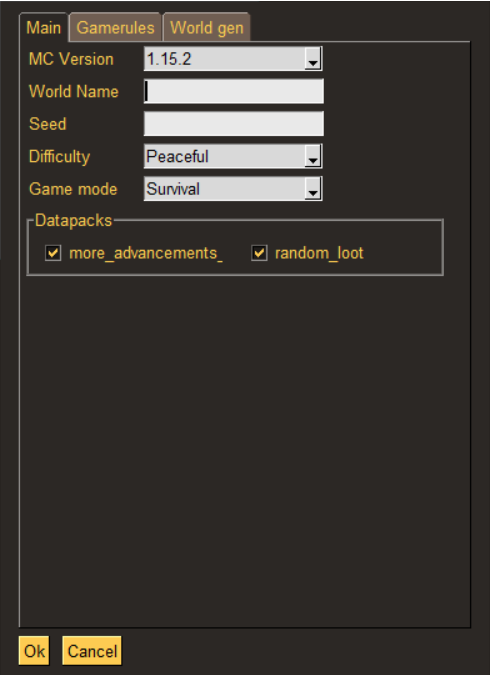 Main Gamerules World gen
MC Version 1.15.2
World Name
Seed
Difficulty Peaceful
Game mode Survival
Datapacks
more_advancements_ random_loot
Ok Cancel